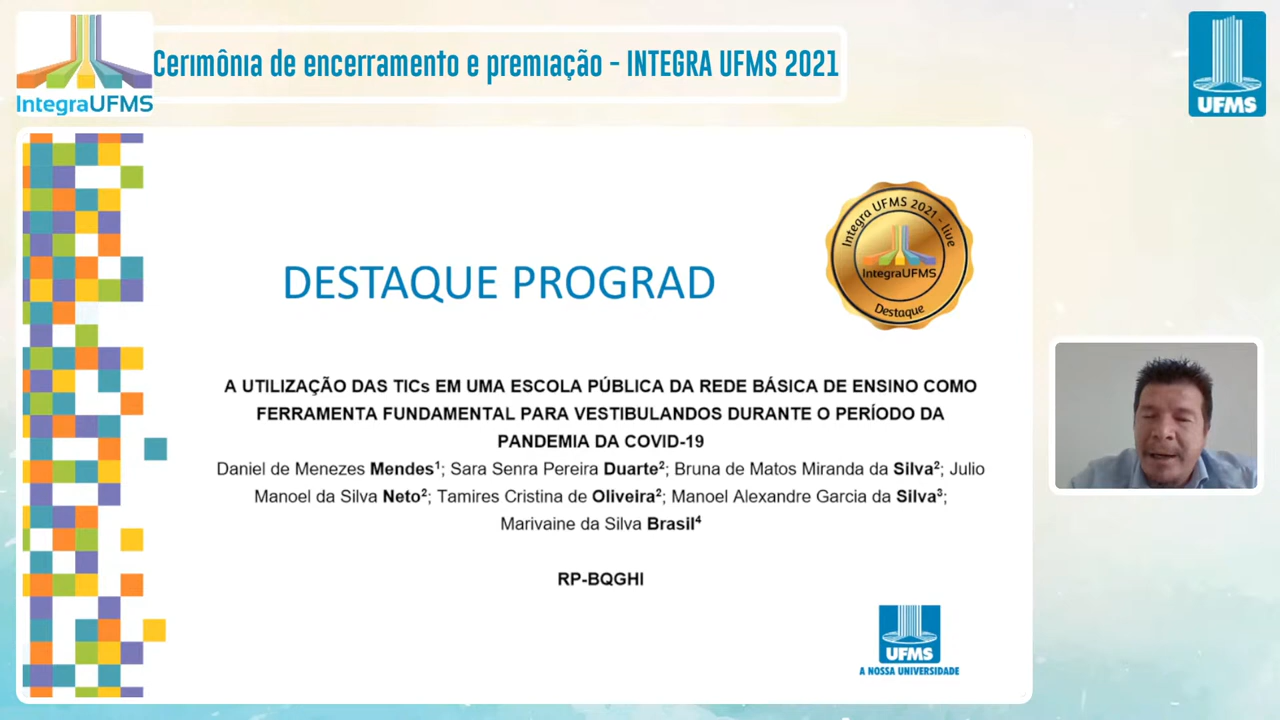 Cerimônia de encerramento e premiação - INTEGRA UFMS 2021
IntegraUFMS
UFMS
Integra UFMS 2021 - live
IntegraUFMS
Destaque
DESTAQUE PROGRAD
A UTILIZAÇÃO DAS TICs EM UMA ESCOLA PÚBLICA DA REDE BÁSICA DE ENSINO COMO
FERRAMENTA FUNDAMENTAL PARA VESTIBULANDOS DURANTE O PERÍODO DA
PANDEMIA DA COVID-19
Daniel de Menezes Mendes¹; Sara Senra Pereira Duarte²; Bruna de Matos Miranda da Silva²; Julio
Manoel da Silva Neto²; Tamires Cristina de Oliveira²; Manoel Alexandre Garcia da Silva³;
Marivaine da Silva Brasil⁴
RP-BQGHI
UFMS
A NOSSA UNIVERSIDADE